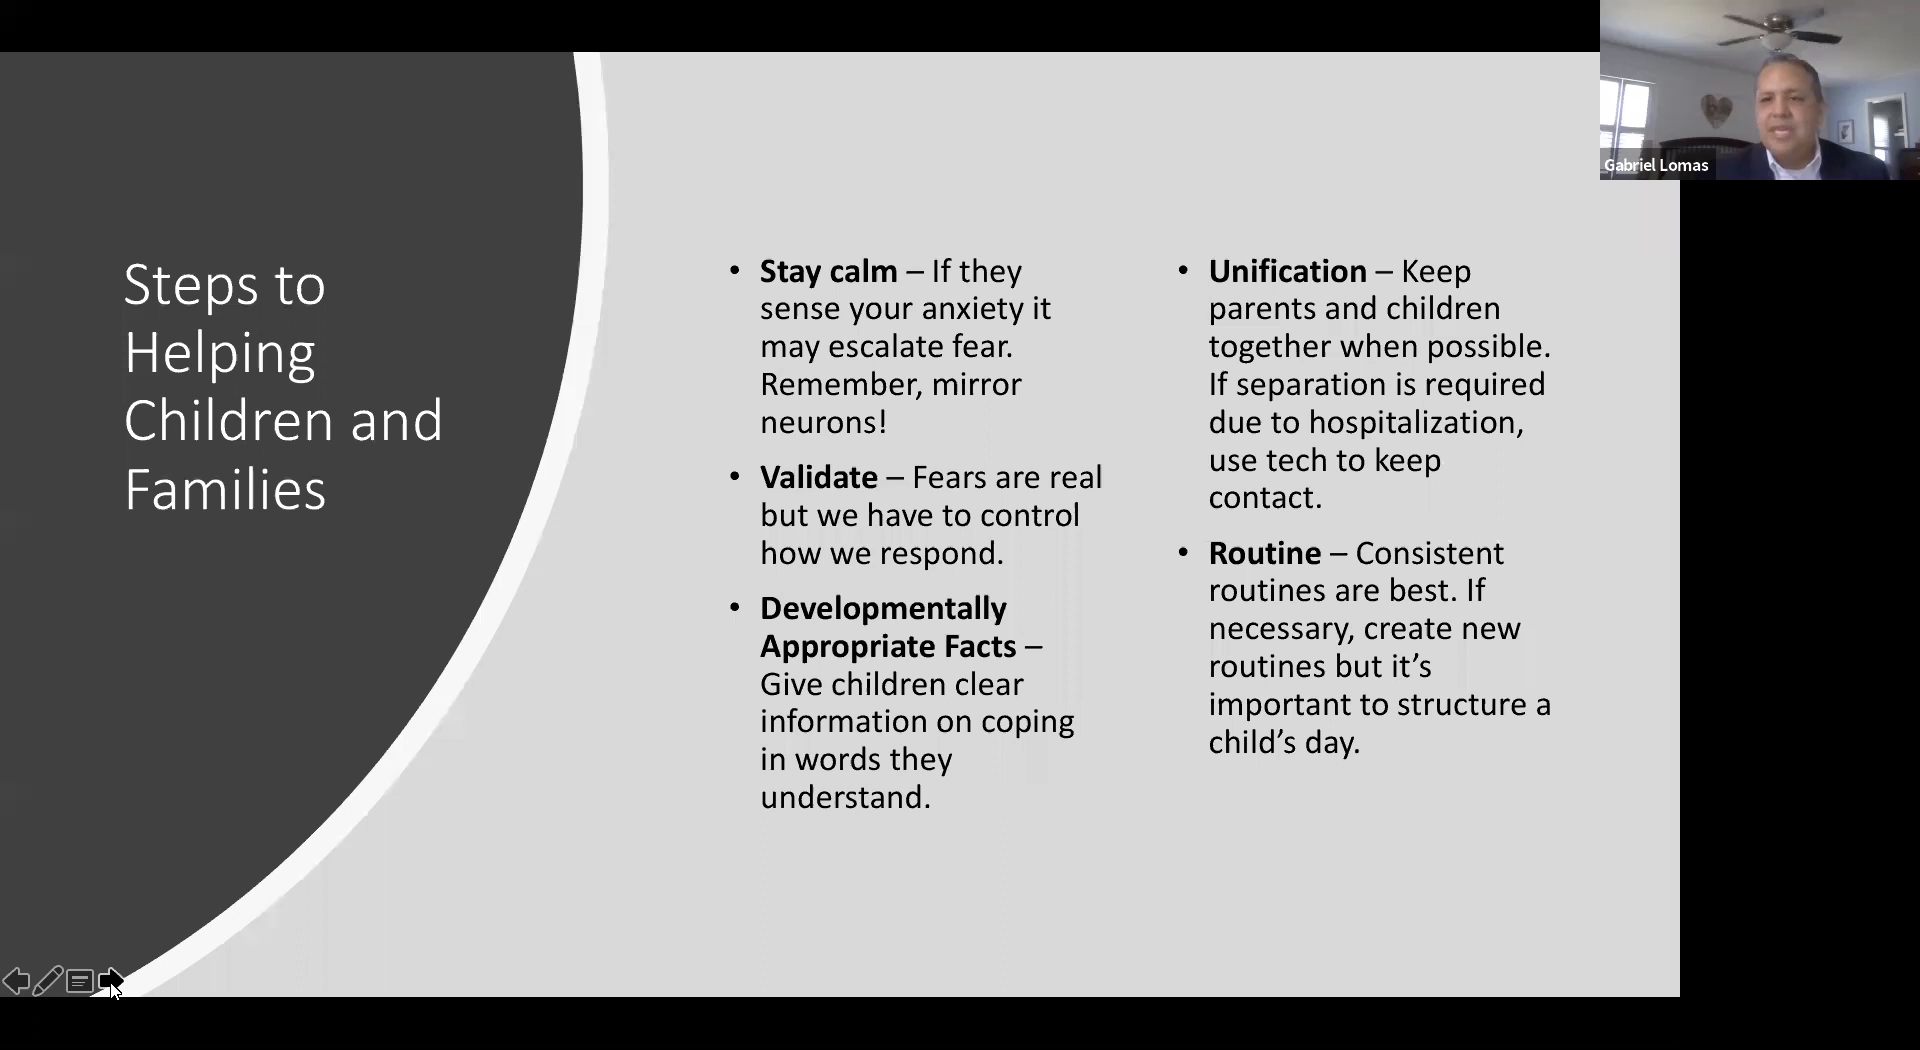 Steps to
Helping
Children and
Families
• Stay calm – If they
sense your anxiety it
may escalate fear.
Remember, mirror
neurons!
• Validate – Fears are real
but we have to control
how we respond.
• Developmentally
Appropriate Facts –
Give children clear
information on coping
in words they
understand.
• Unification – Keep
parents and children
together when possible.
If separation is required
due to hospitalization,
use tech to keep
contact.
• Routine – Consistent
routines are best. If
necessary, create new
routines but it’s
important to structure a
child’s day.
Gabriel Lomas